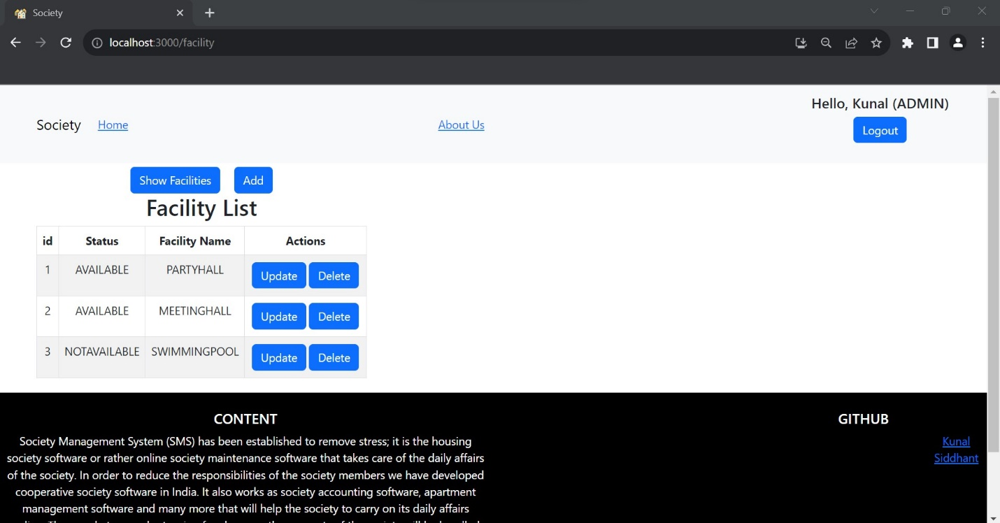 Society
localhost:3000/facility
Hello, Kunal (ADMIN)
Society Home About Us
Logout
Show Facilities Add
Facility List
id Status Facility Name Actions
1 AVAILABLE PARTYHALL Update Delete
2 AVAILABLE MEETINGHALL Update Delete
3 NOTAVAILABLE SWIMMINGPOOL Update Delete
CONTENT
Society Management System (SMS) has been established to remove stress; it is the housing
society software or rather online society maintenance software that takes care of the daily affairs
of the society. In order to reduce the responsibilities of the society members we have developed
cooperative society software in India. It also works as society accounting software, apartment
management software and many more that will help the society to carry on its daily affairs
GITHUB
Kunal
Siddhant